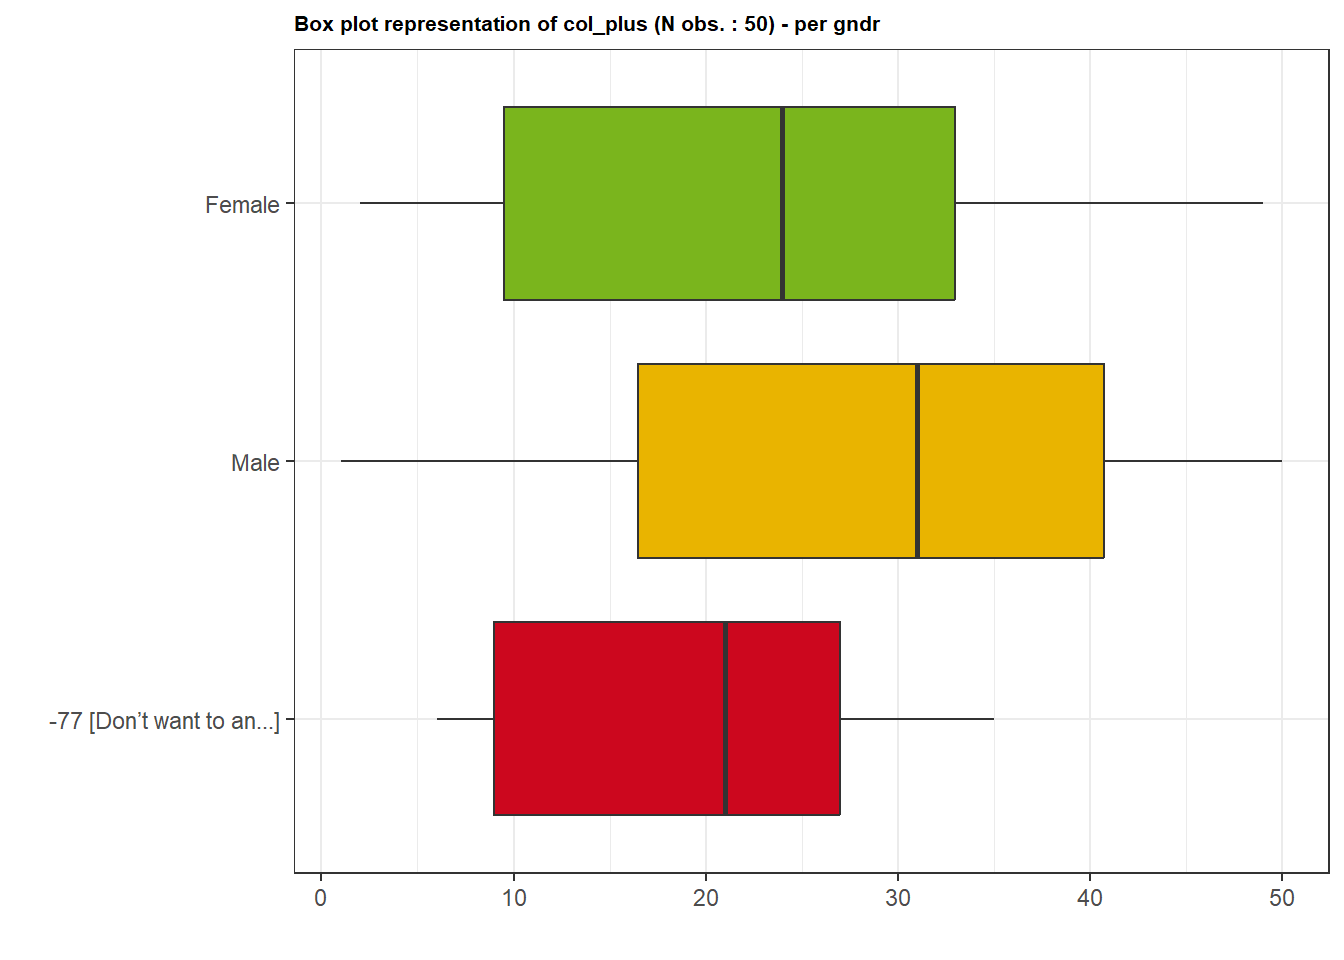 Box plot representation of col_plus (N obs. : 50) - per gndr
Female
Male
-77 [Don’t want to an...]
0 10 20 30 40 50